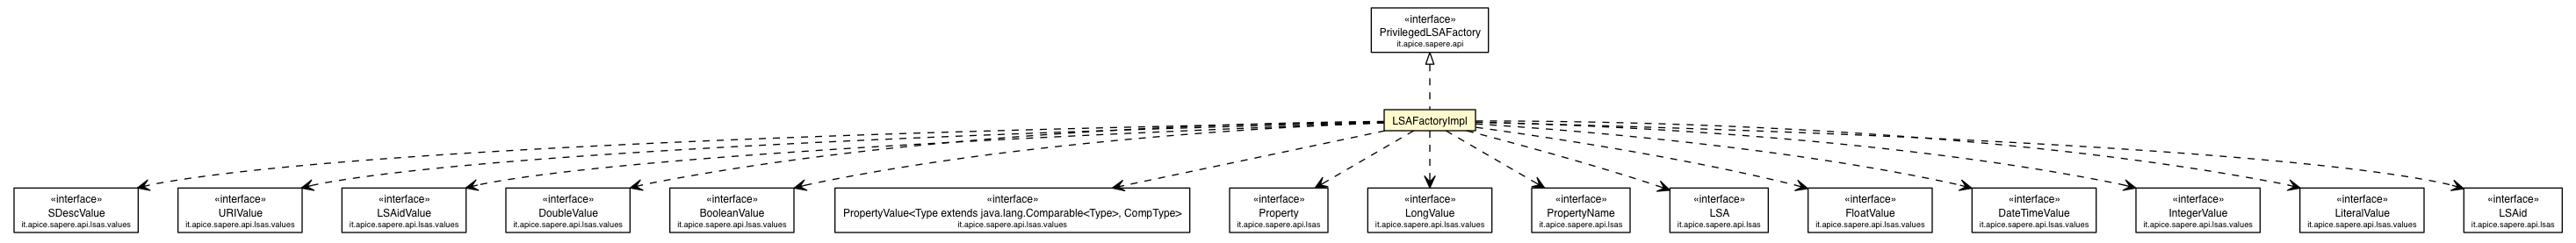 «interface»
PrivilegedLSAFactory
it.apice.sapere.api
LSAFactoryImpl
«interface»
SDescValue
it.apice.sapere.api.lsas.values
«interface»
URIValue
it.apice.sapere.api.lsas.values
«interface»
LSAidValue
it.apice.sapere.api.lsas.values
«interface»
DoubleValue
it.apice.sapere.api.lsas.values
«interface»
BooleanValue
it.apice.sapere.api.lsas.values
«interface»
PropertyValue<Type extends java.lang.Comparable<Type>, CompType>
it.apice.sapere.api.lsas.values
«interface»
Property
it.apice.sapere.api.lsas
«interface»
LongValue
it.apice.sapere.api.lsas.values
«interface»
PropertyName
it.apice.sapere.api.lsas
«interface»
LSA
it.apice.sapere.api.lsas
«interface»
FloatValue
it.apice.sapere.api.lsas.values
«interface»
DateTimeValue
it.apice.sapere.api.lsas.values
«interface»
IntegerValue
it.apice.sapere.api.lsas.values
«interface»
LiteralValue
it.apice.sapere.api.lsas.values
«interface»
LSAid
it.apice.sapere.api.lsas